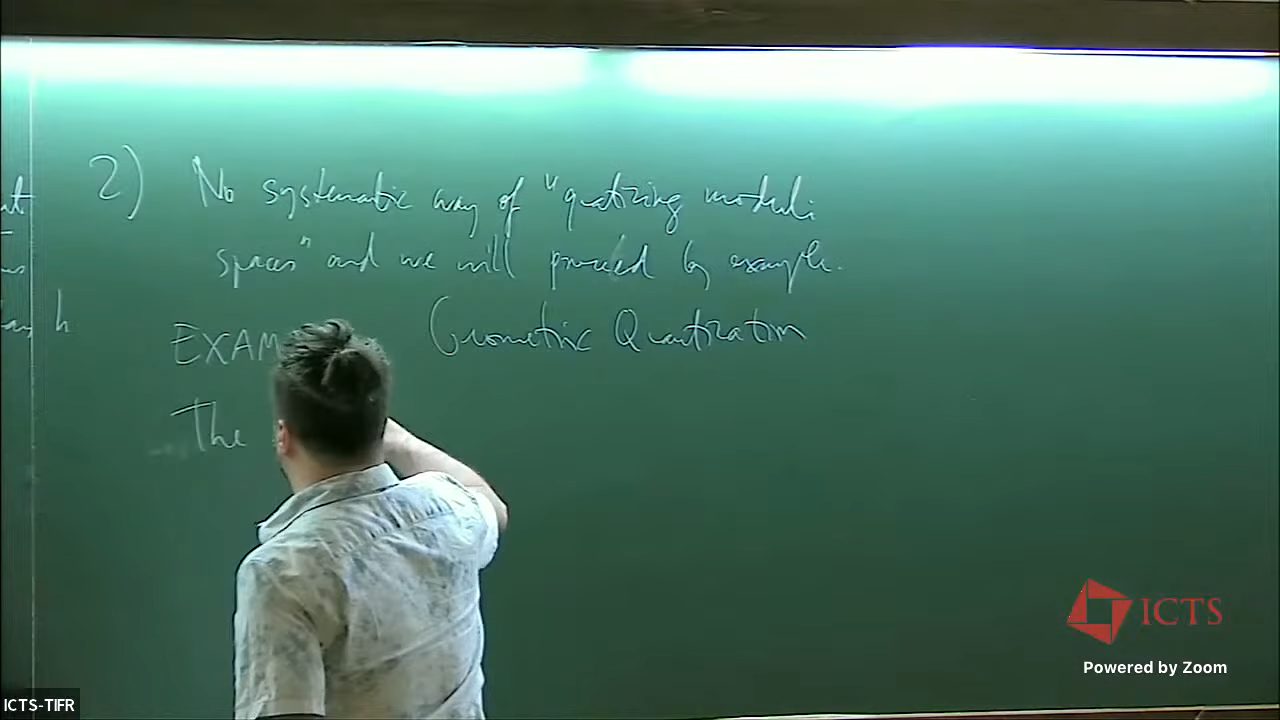 2) No systematic way of "quatizing moduli
spaces" and we will proceed by example.
EXAM Geometric Quantization
The
h
ICTS
Powered by Zoom
ICTS-TIFR